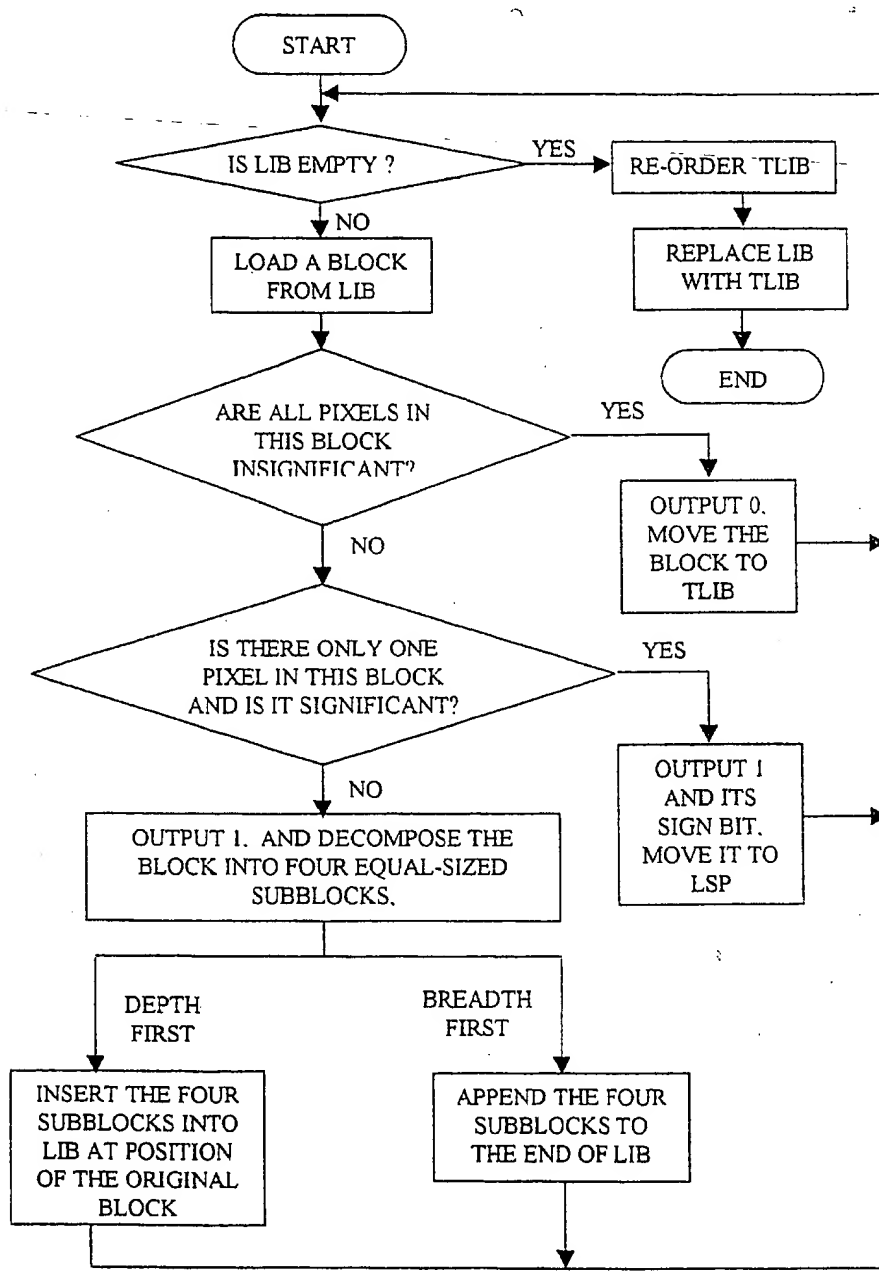 START
IS LIB EMPTY ?
YES
RE-ORDER TLIB
NO
LOAD A BLOCK
FROM LIB
REPLACE LIB
WITH TLIB
END
ARE ALL PIXELS IN
THIS BLOCK
INSIGNIFICANT?
YES
OUTPUT 0.
MOVE THE
BLOCK TO
TLIB
NO
IS THERE ONLY ONE
PIXEL IN THIS BLOCK
AND IS IT SIGNIFICANT?
YES
OUTPUT 1
AND ITS
SIGN BIT.
MOVE IT TO
LSP
NO
OUTPUT 1. AND DECOMPOSE THE
BLOCK INTO FOUR EQUAL-SIZED
SUBBLOCKS.
DEPTH
FIRST
BREADTH
FIRST
INSERT THE FOUR
SUBBLOCKS INTO
LIB AT POSITION
OF THE ORIGINAL
BLOCK
APPEND THE FOUR
SUBBLOCKS TO
THE END OF LIB